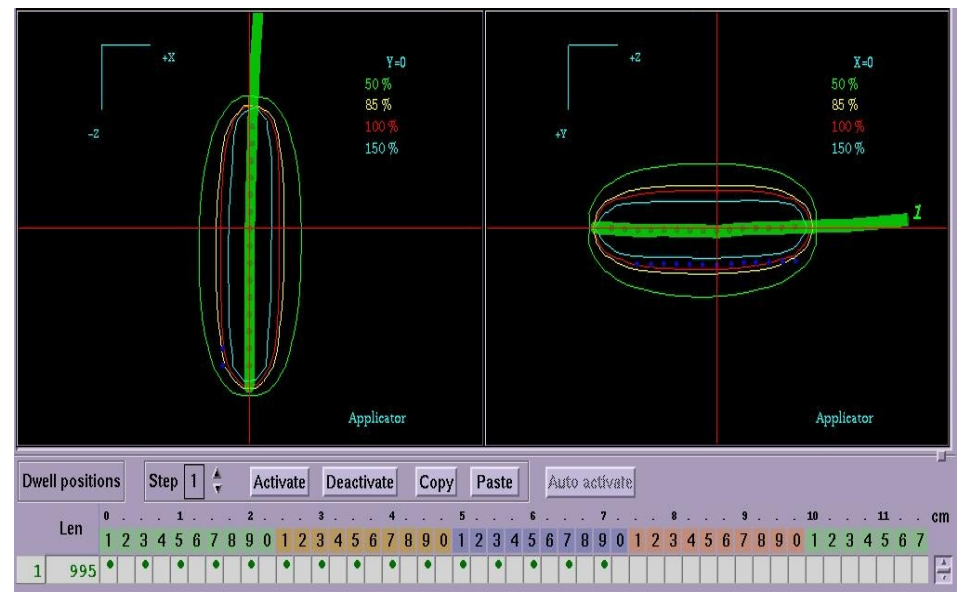 +X
Y=0
50 %
85 %
100 %
150 %
-Z
Applicator
+Z
X=0
50 %
85 %
100 %
150 %
+Y
1
Applicator
Dwell positions
Step 1
Activate
Deactivate
Copy
Paste
Auto activate
Len
0 . . . 1 . . . 2 . . . 3 . . . 4 . . . 5 . . . 6 . . . 7 . . . 8 . . . 9 . . . 10 . . . 11 . . cm
1 2 3 4 5 6 7 8 9 0 1 2 3 4 5 6 7 8 9 0 1 2 3 4 5 6 7 8 9 0 1 2 3 4 5 6 7 8 9 0 1 2 3 4 5 6 7
1 995